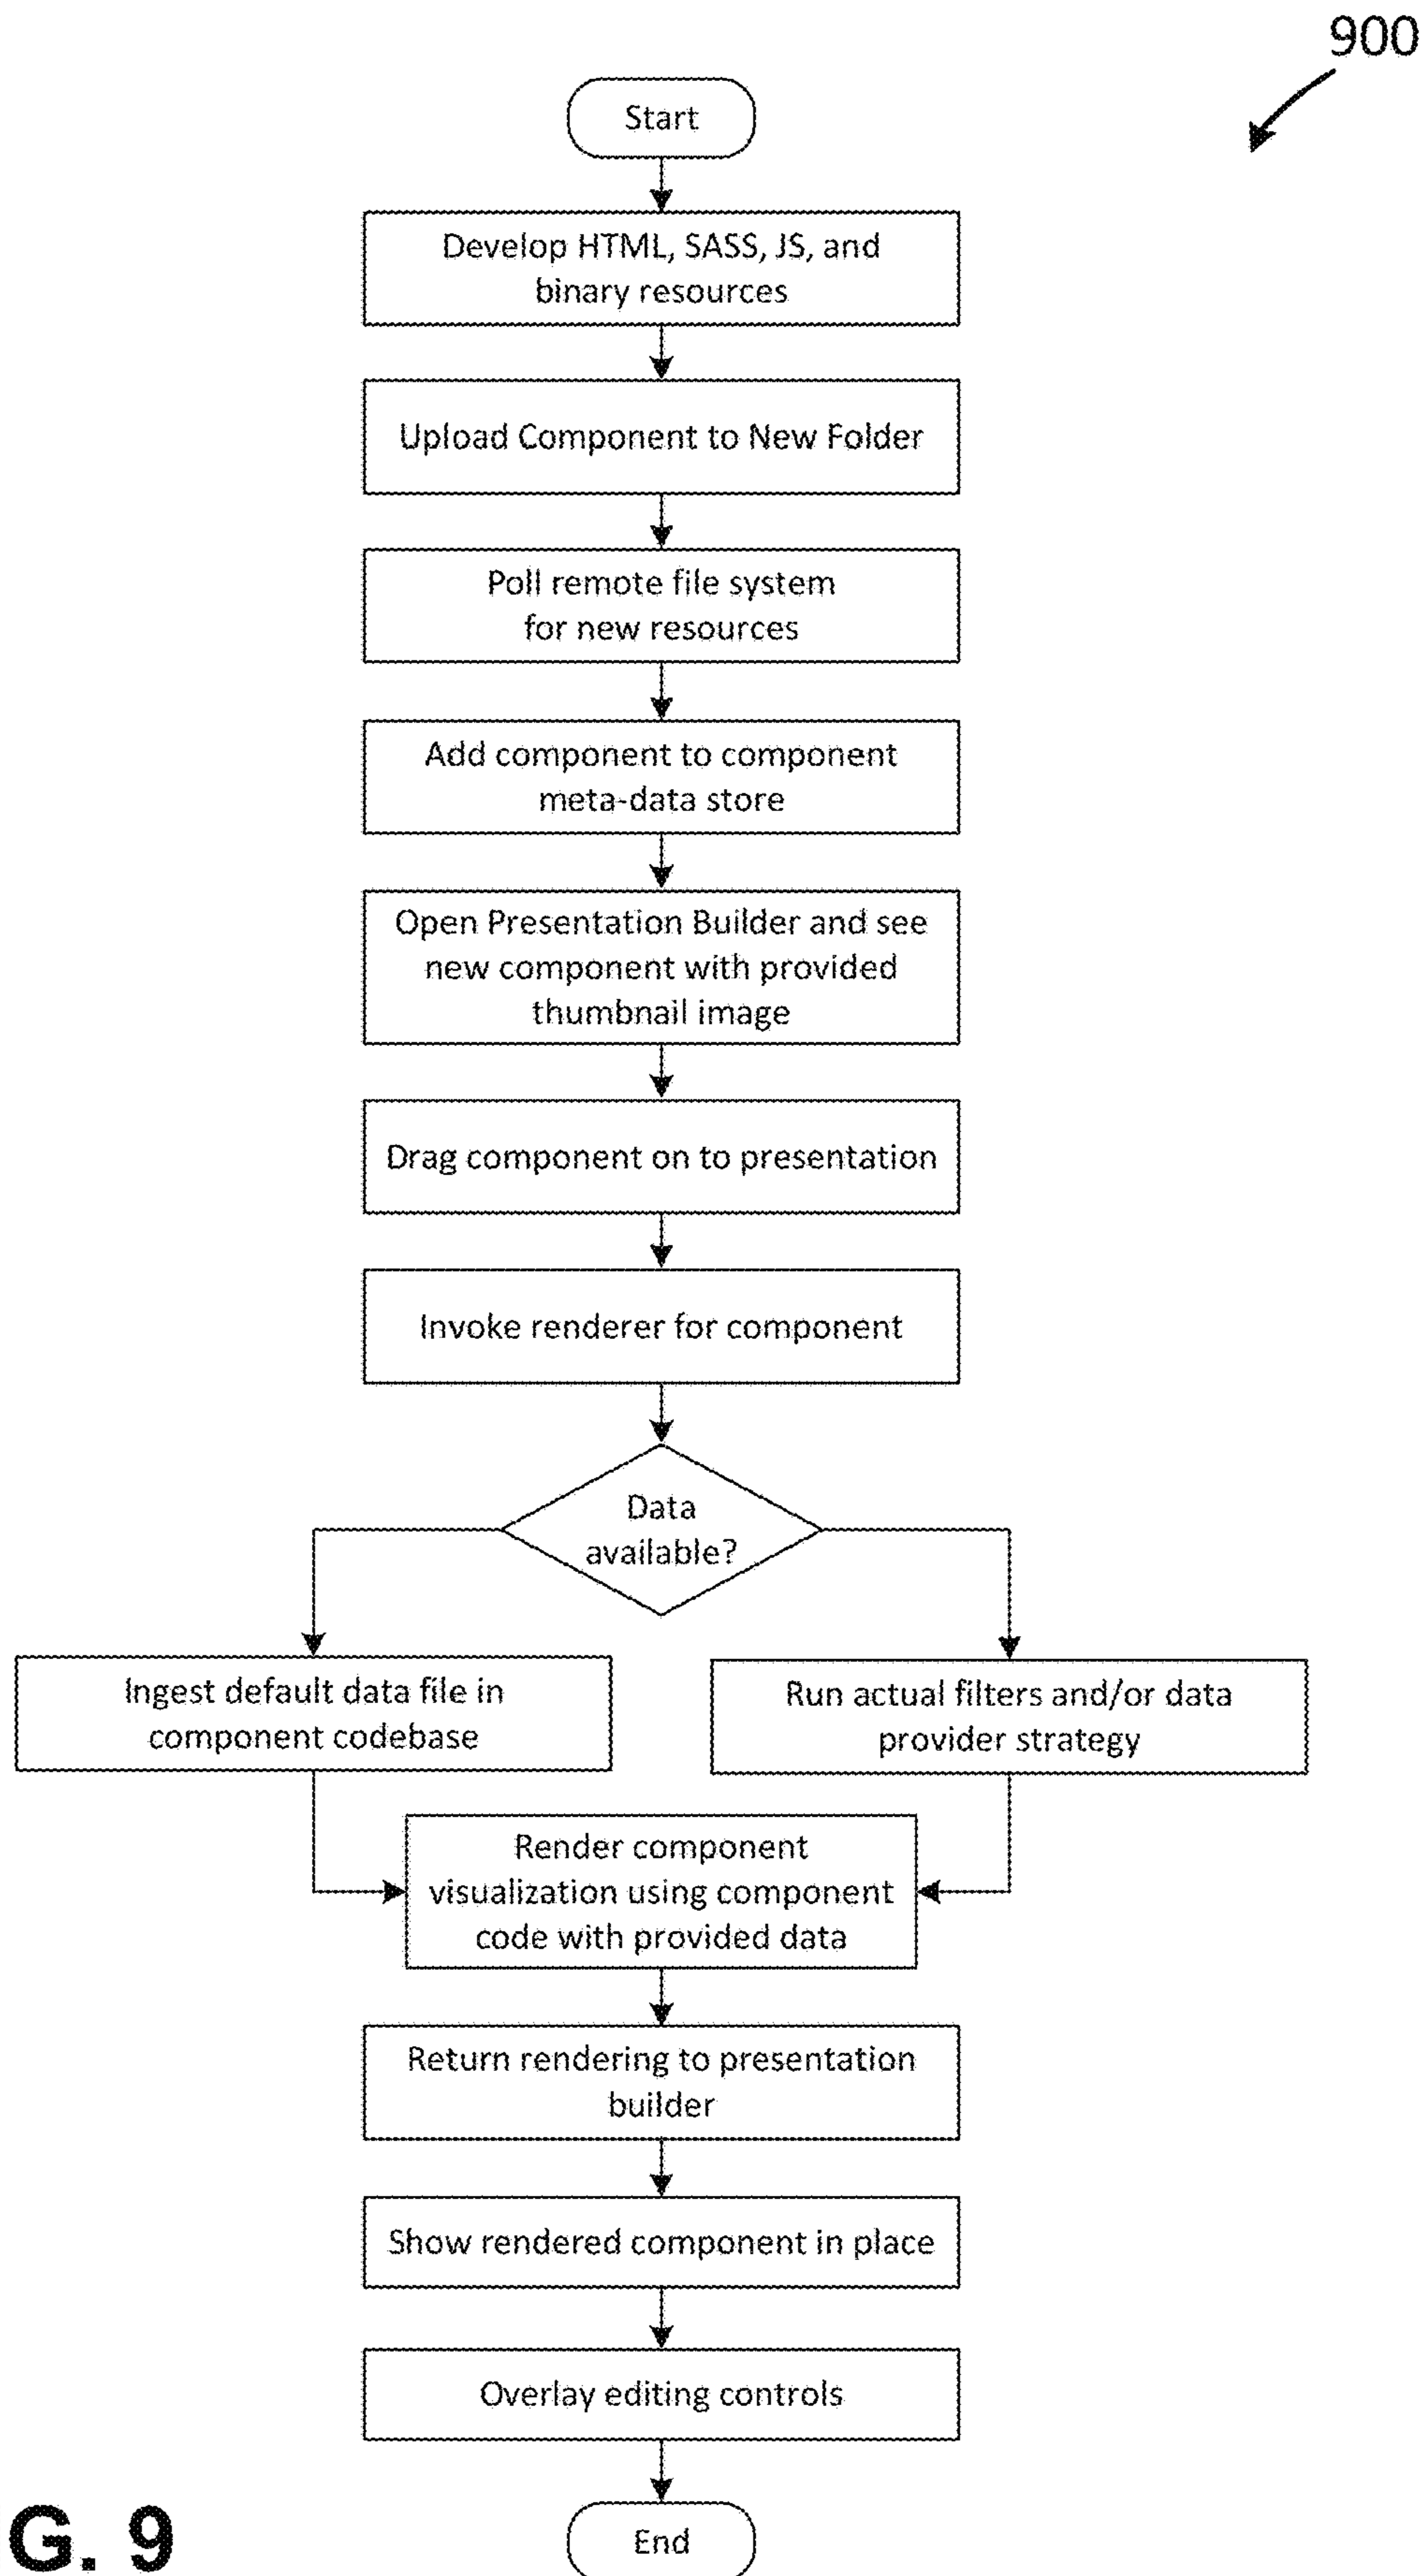 900
Start
Develop HTML, SASS, JS, and
binary resources
Upload Component to New Folder
Poll remote file system
for new resources
Add component to component
meta-data store
Open Presentation Builder and see
new component with provided
thumbnail image
Drag component on to presentation
Invoke renderer for component
Data
available?
Ingest default data file in
component codebase
Run actual filters and/or data
provider strategy
Render component
visualization using component
code with provided data
Return rendering to presentation
builder
Show rendered component in place
Overlay editing controls
End
G. 9